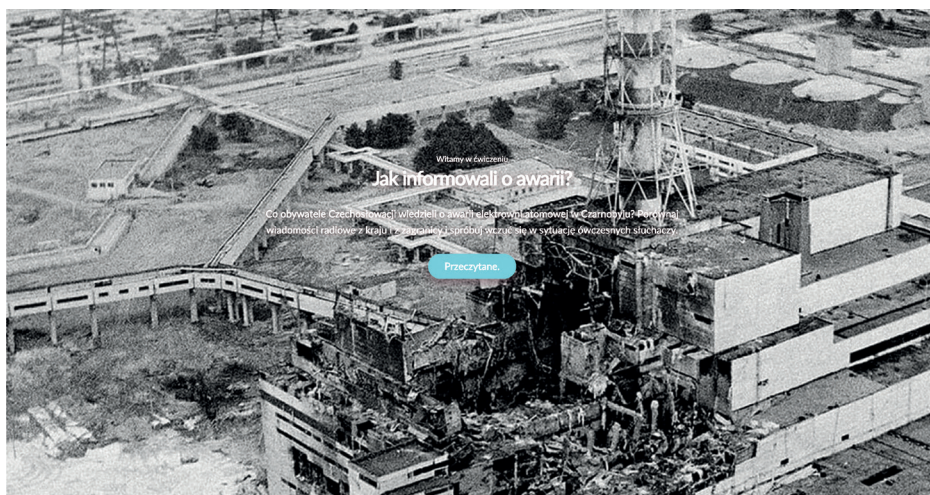 Witamy w ćwiczeniu
Jak informowali o awarii?
Co obywatele Czechosłowacji wiedzieli o awarii elektrowni atomowej w Czarnobylu? Porównaj
wiadomości radiowe z kraju i z zagranicy i spróbuj wczuć się w sytuację ówczesnych słuchaczy.
Przeczytane.